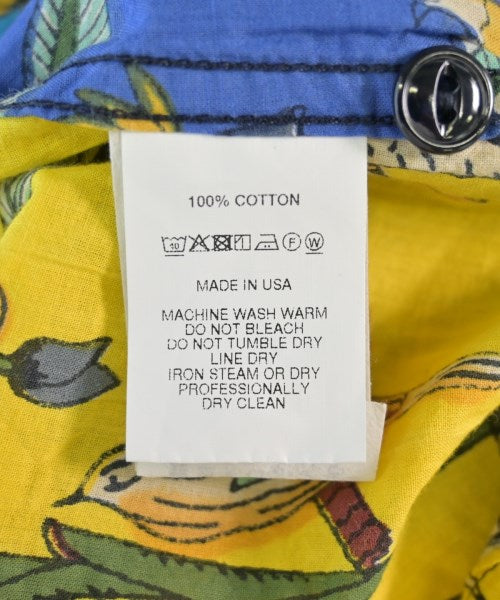 100% COTTON
F W
MADE IN USA
MACHINE WASH WARM
DO NOT BLEACH
DO NOT TUMBLE DRY
LINE DRY
IRON STEAM OR DRY
PROFESSIONALLY
DRY CLEAN